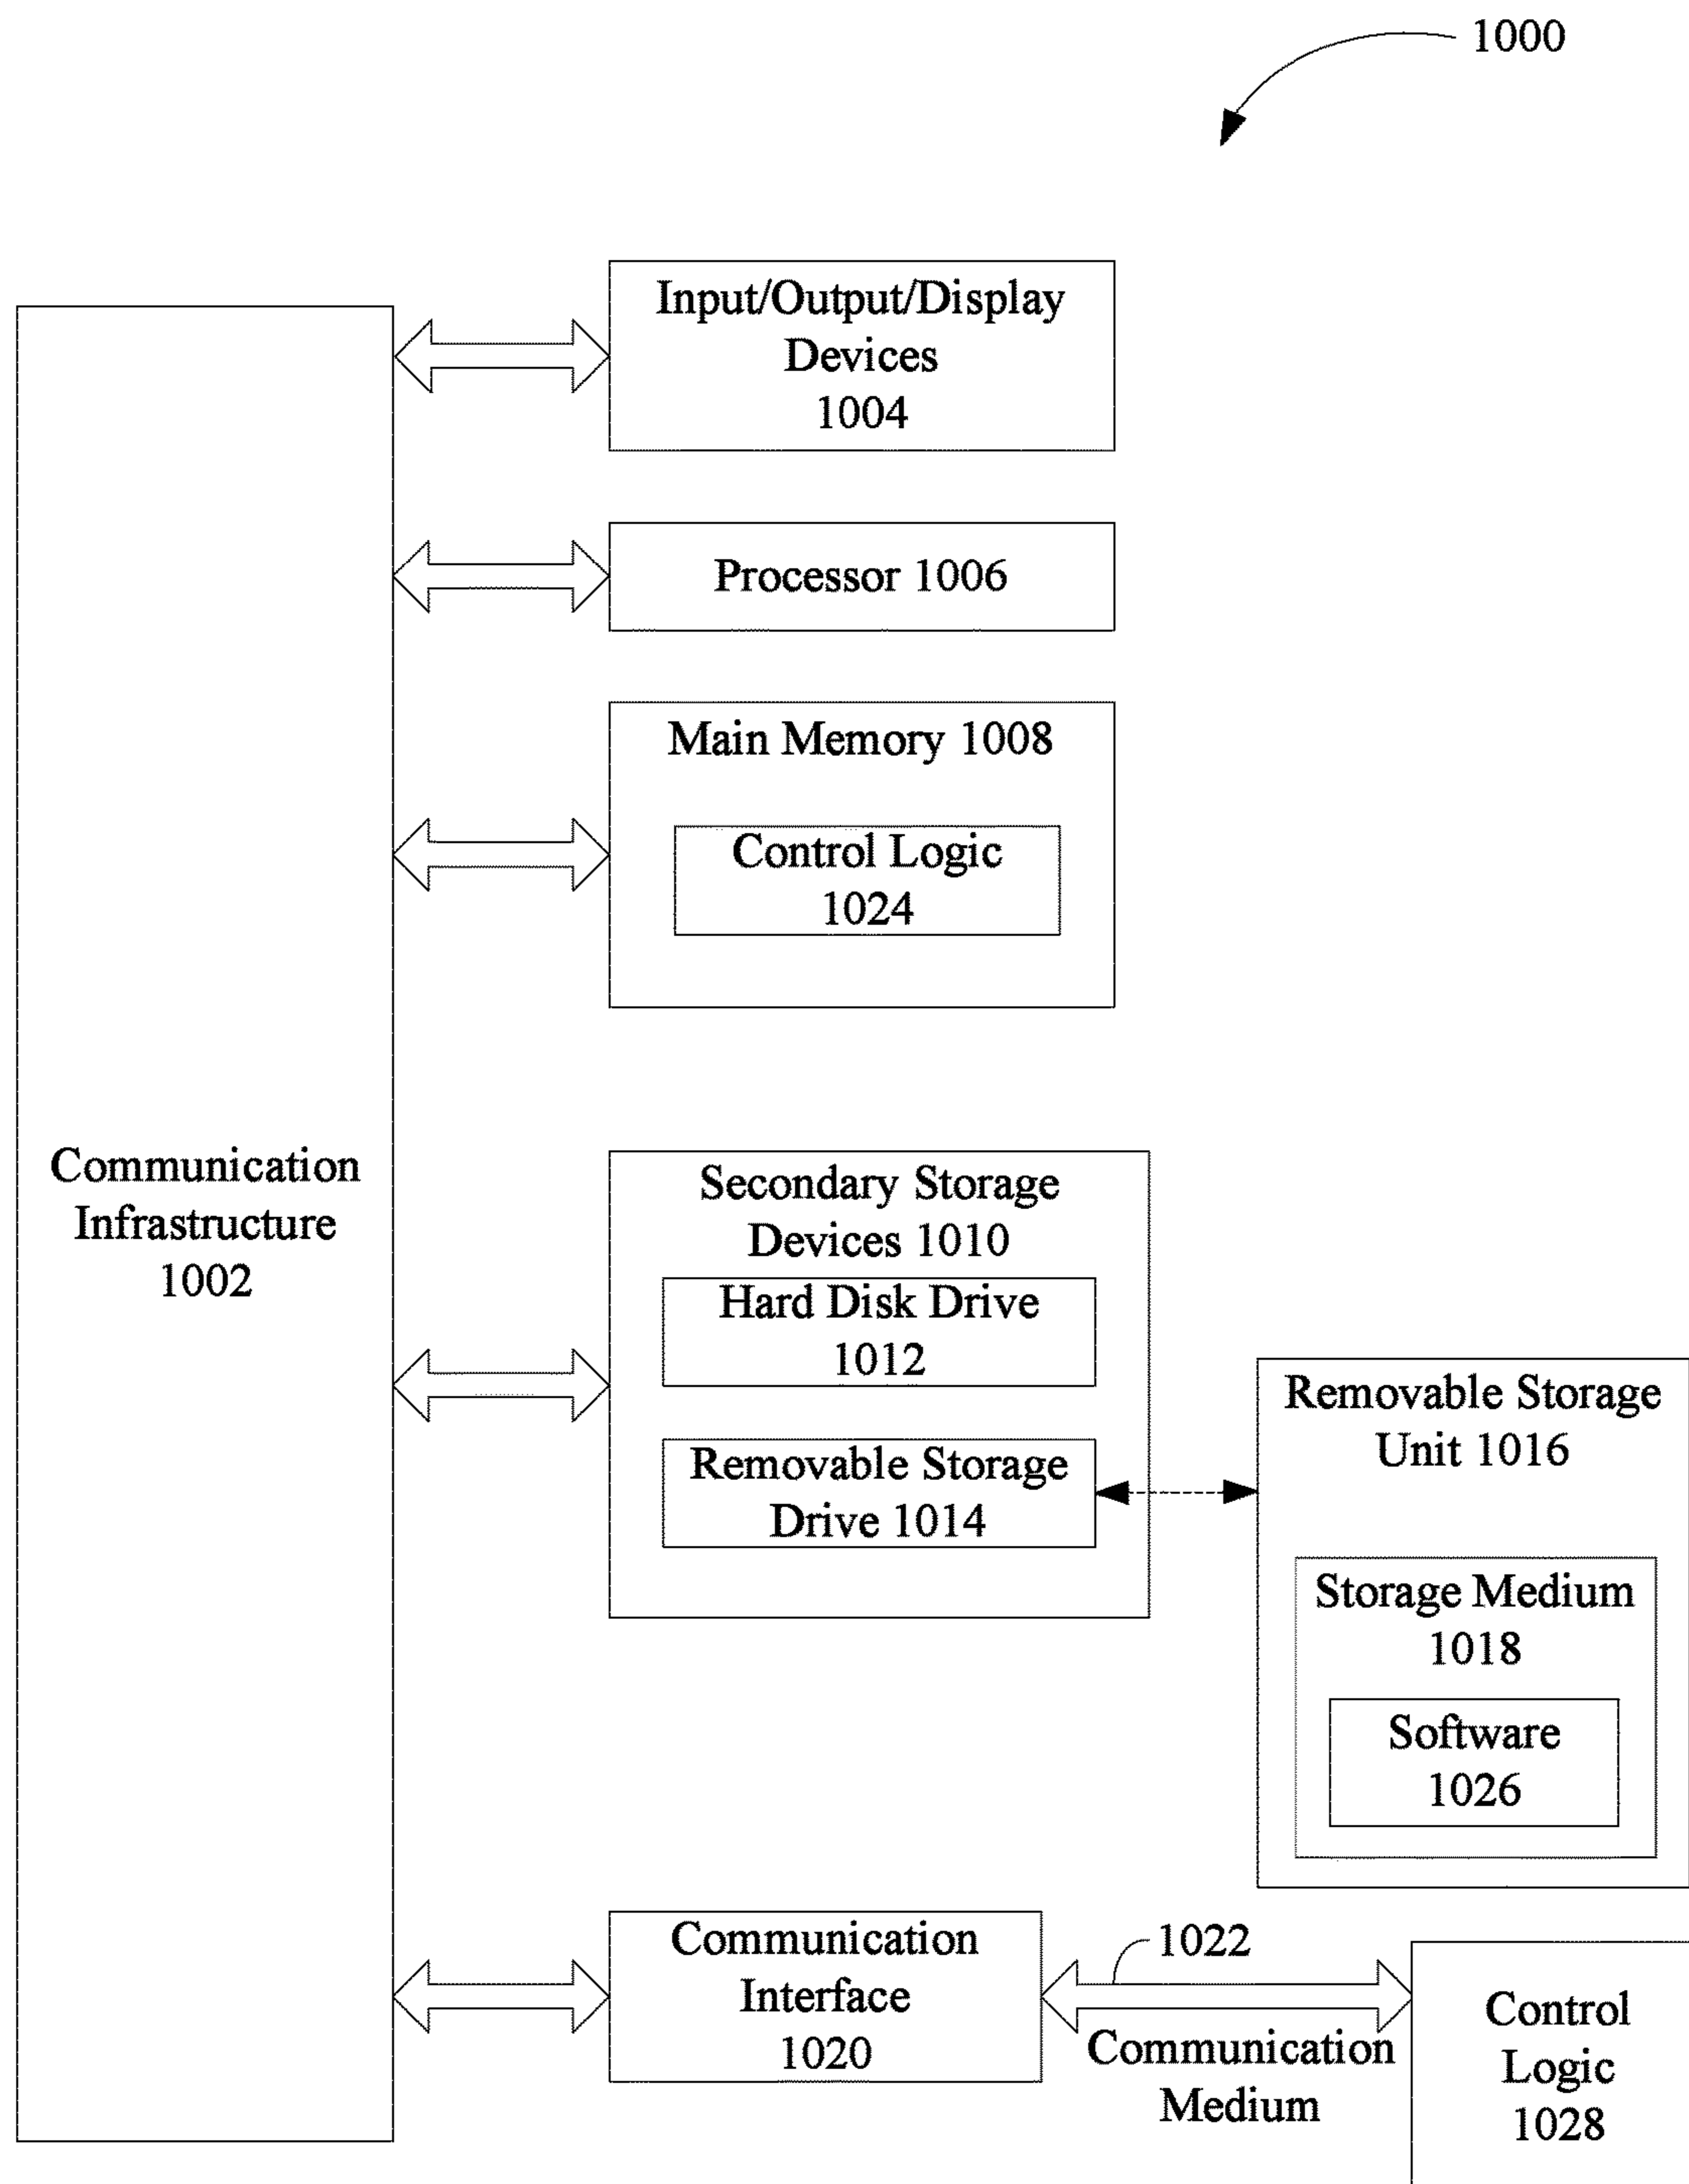 1000
Input/Output/Display
Devices
1004
Processor 1006
Main Memory 1008
Control Logic
1024
Communication
Infrastructure
1002
Secondary Storage
Devices 1010
Hard Disk Drive
1012
Removable Storage
Drive 1014
Removable Storage
Unit 1016
Storage Medium
1018
Software
1026
Communication
Interface
1020
1022
Communication
Medium
Control
Logic
1028